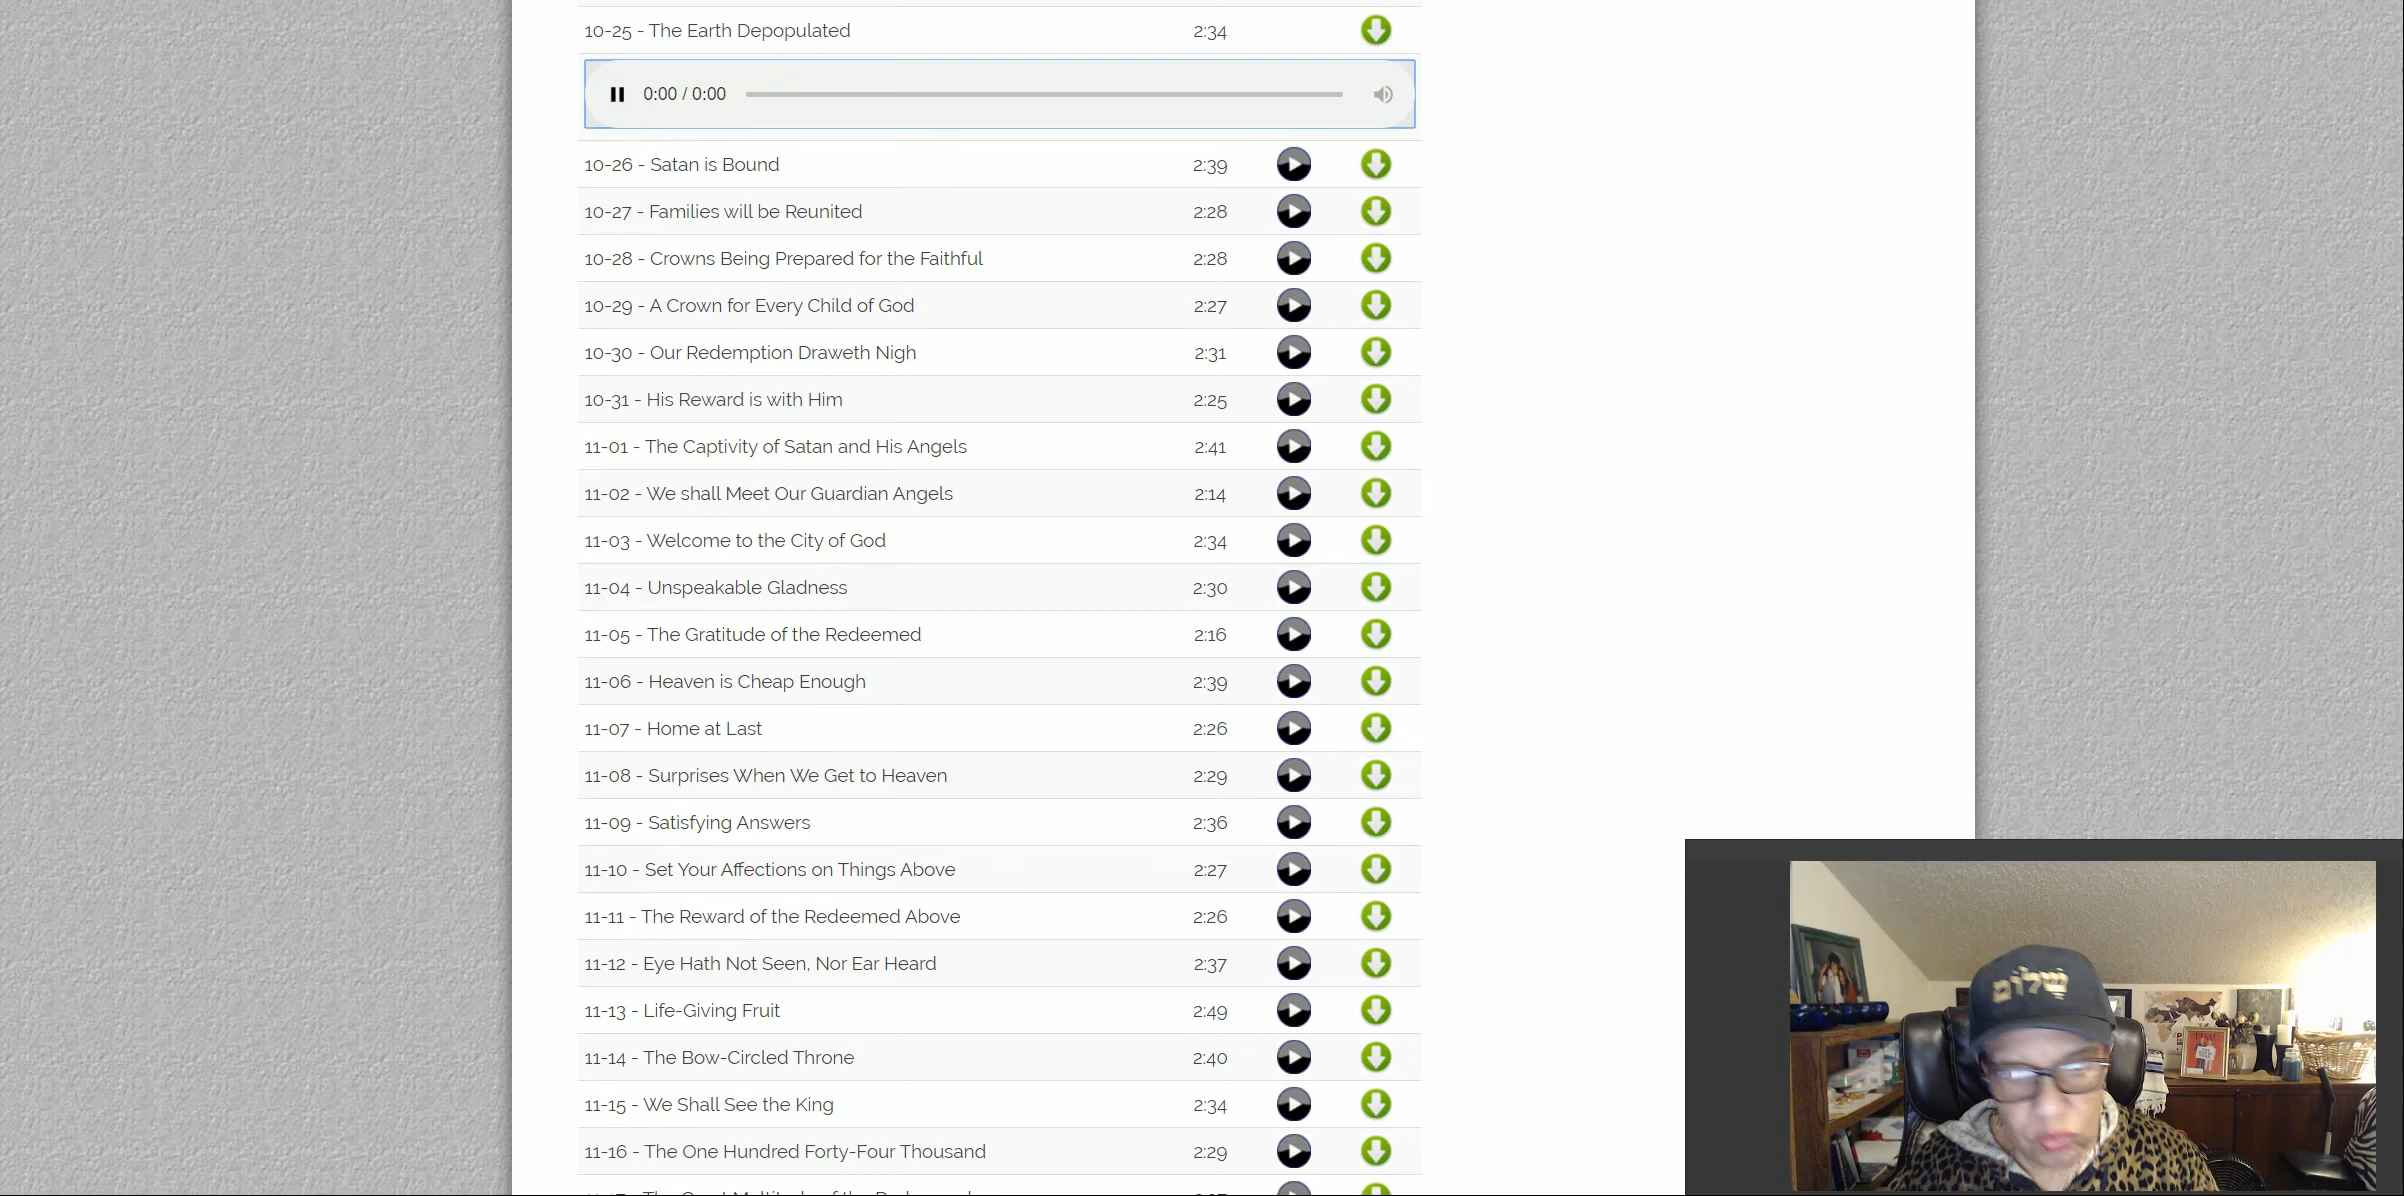 10-25 - The Earth Depopulated 2:34
0:00 / 0:00
10-26 - Satan is Bound 2:39
10-27 - Families will be Reunited 2:28
10-28 - Crowns Being Prepared for the Faithful 2:28
10-29 - A Crown for Every Child of God 2:27
10-30 - Our Redemption Draweth Nigh 2:31
10-31 - His Reward is with Him 2:25
11-01 - The Captivity of Satan and His Angels 2:41
11-02 - We shall Meet Our Guardian Angels 2:14
11-03 - Welcome to the City of God 2:34
11-04 - Unspeakable Gladness 2:30
11-05 - The Gratitude of the Redeemed 2:16
11-06 - Heaven is Cheap Enough 2:39
11-07 - Home at Last 2:26
11-08 - Surprises When We Get to Heaven 2:29
11-09 - Satisfying Answers 2:36
11-10 - Set Your Affections on Things Above 2:27
11-11 - The Reward of the Redeemed Above 2:26
11-12 - Eye Hath Not Seen, Nor Ear Heard 2:37
11-13 - Life-Giving Fruit 2:49
11-14 - The Bow-Circled Throne 2:40
11-15 - We Shall See the King 2:34
11-16 - The One Hundred Forty-Four Thousand 2:29
שלום